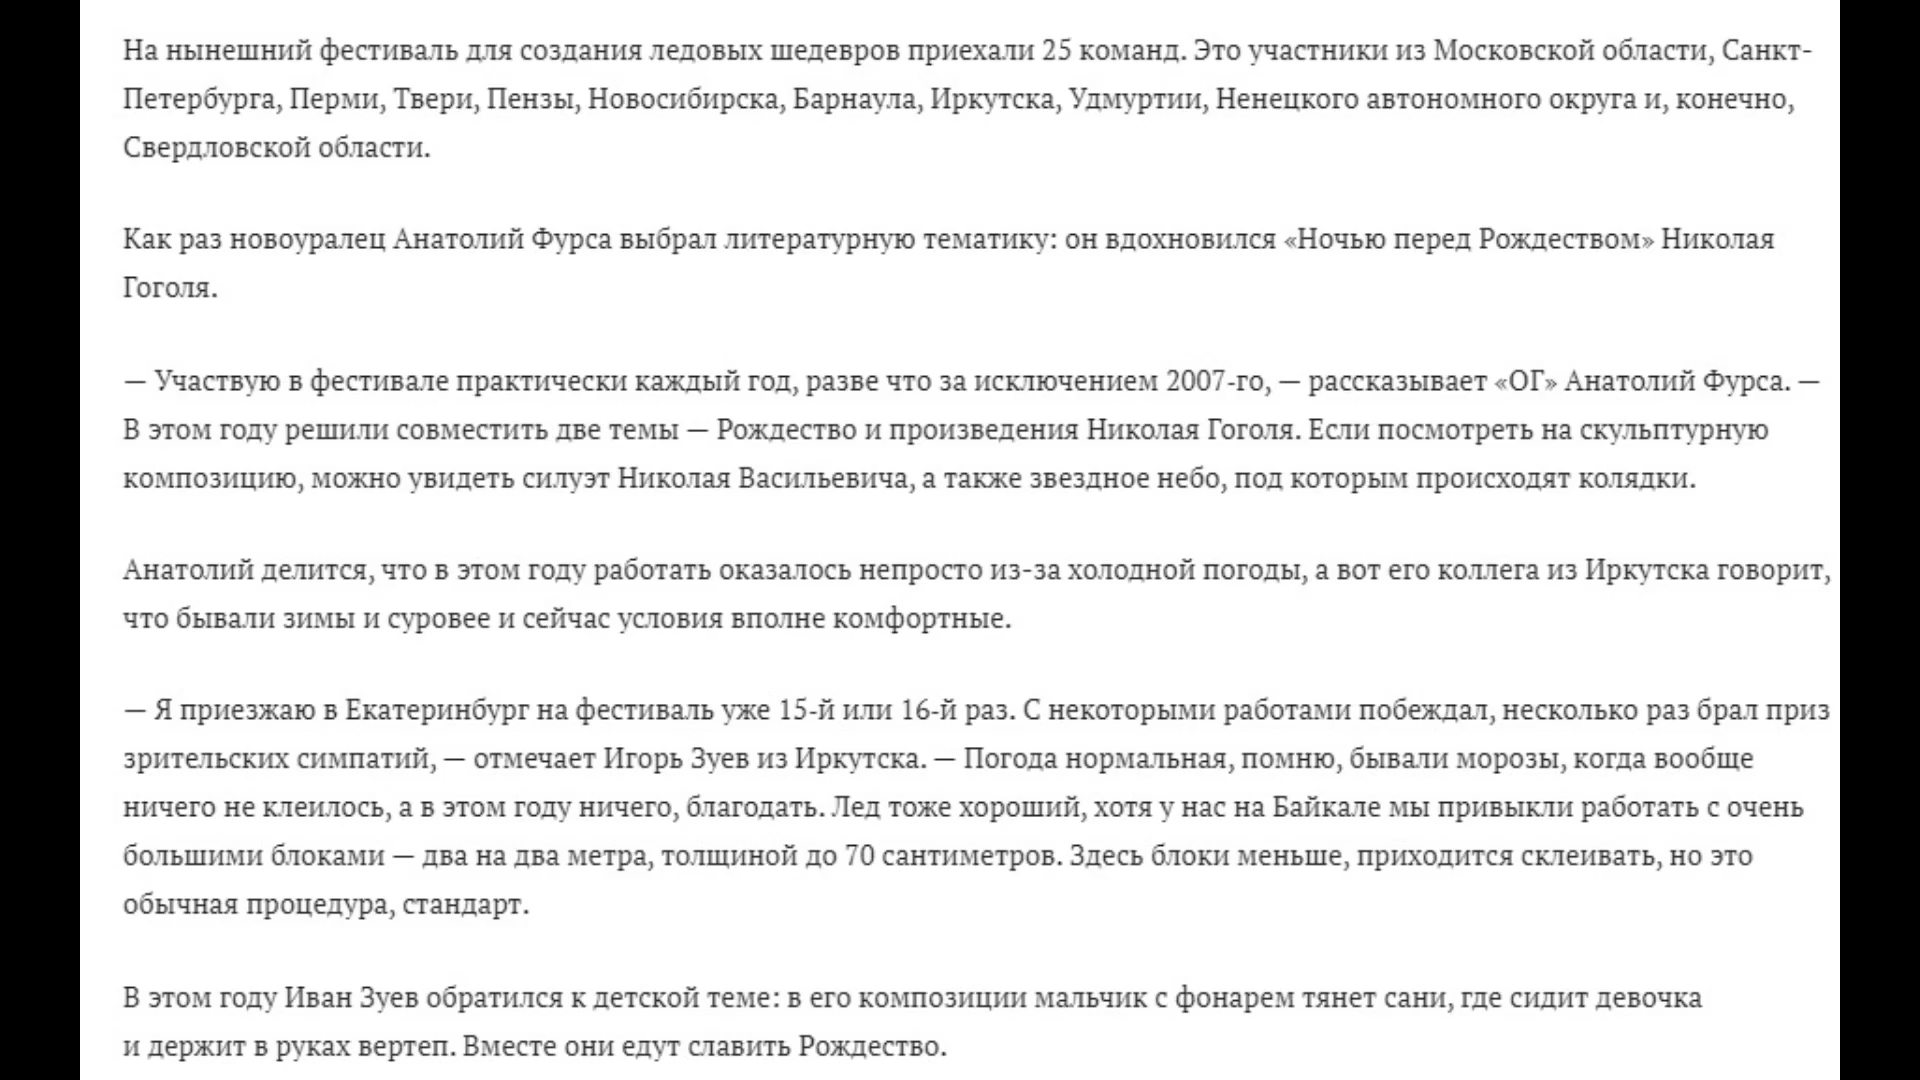 На нынешний фестиваль для создания ледовых шедевров приехали 25 команд. Это участники из Московской области, Санкт-
Петербурга, Перми, Твери, Пензы, Новосибирска, Барнаула, Иркутска, Удмуртии, Ненецкого автономного округа и, конечно,
Свердловской области.
Как раз новоуралец Анатолий Фурса выбрал литературную тематику: он вдохновился «Ночью перед Рождеством» Николая
Гоголя.
— Участвую в фестивале практически каждый год, разве что за исключением 2007-го, — рассказывает «ОГ» Анатолий Фурса. —
В этом году решили совместить две темы — Рождество и произведения Николая Гоголя. Если посмотреть на скульптурную
композицию, можно увидеть силуэт Николая Васильевича, а также звездное небо, под которым происходят колядки.
Анатолий делится, что в этом году работать оказалось непросто из-за холодной погоды, а вот его коллега из Иркутска говорит,
что бывали зимы и суровее и сейчас условия вполне комфортные.
— Я приезжаю в Екатеринбург на фестиваль уже 15-й или 16-й раз. С некоторыми работами побеждал, несколько раз брал приз
зрительских симпатий, — отмечает Игорь Зуев из Иркутска. — Погода нормальная, помню, бывали морозы, когда вообще
ничего не клеилось, а в этом году ничего, благодать. Лед тоже хороший, хотя у нас на Байкале мы привыкли работать с очень
большими блоками — два на два метра, толщиной до 70 сантиметров. Здесь блоки меньше, приходится склеивать, но это
обычная процедура, стандарт.
В этом году Иван Зуев обратился к детской теме: в его композиции мальчик с фонарем тянет сани, где сидит девочка
и держит в руках вертеп. Вместе они едут славить Рождество.